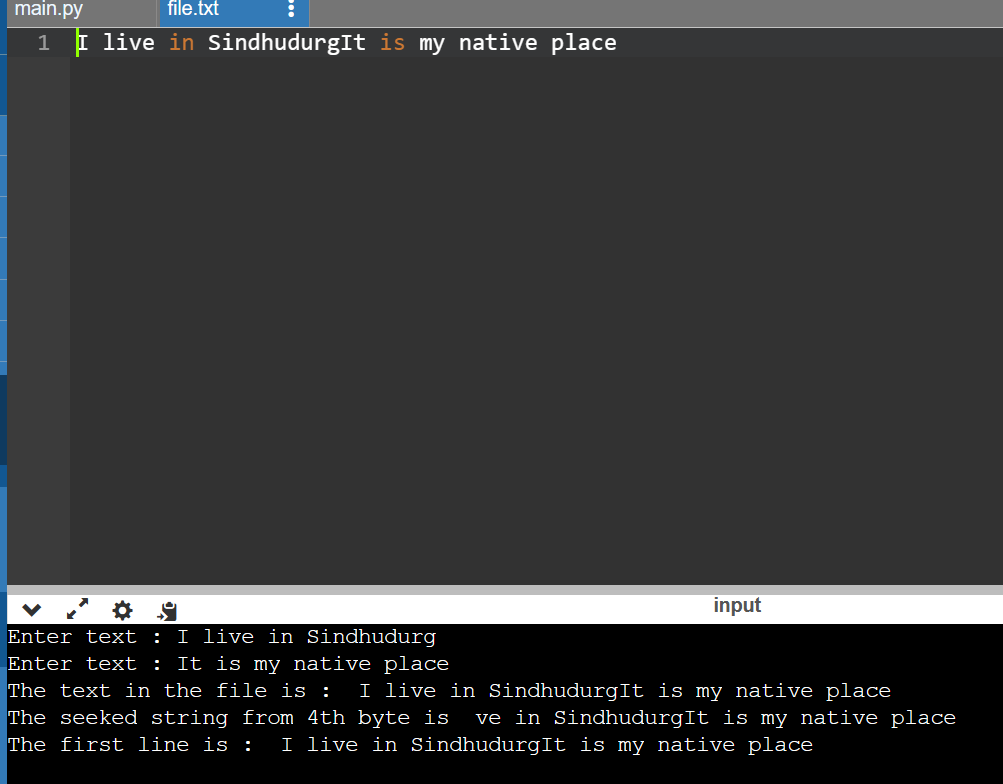 main.py file.txt
1 I live in SindhudurgIt is my native place
input
Enter text : I live in Sindhudurg
Enter text : It is my native place
The text in the file is :  I live in SindhudurgIt is my native place
The seeked string from 4th byte is  ve in SindhudurgIt is my native place
The first line is :  I live in SindhudurgIt is my native place